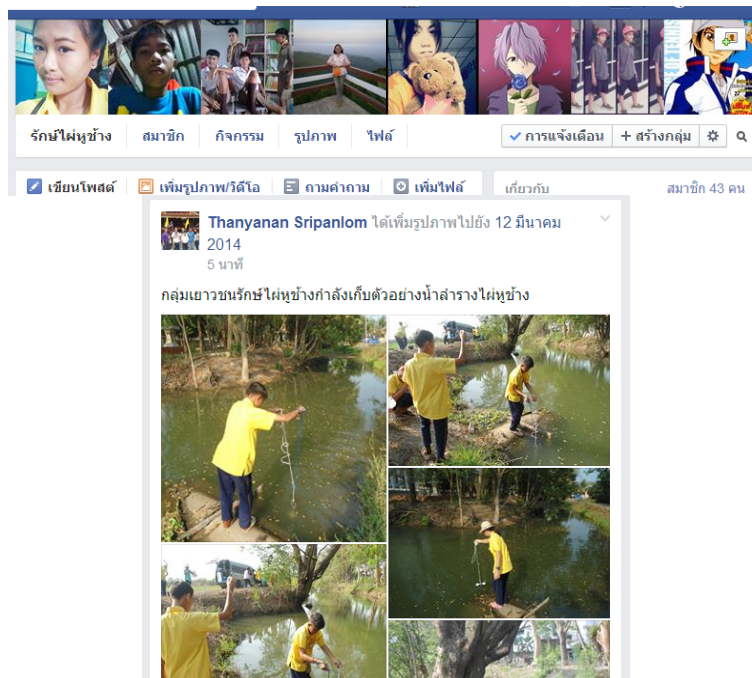 รักษ์ไผ่หูช้าง สมาชิก กิจกรรม รูปภาพ ไฟล์ การแจ้งเตือน + สร้างกลุ่ม
เขียนโพสต์ เพิ่มรูปภาพ/วิดีโอ ถามคำถาม เพิ่มไฟล์ เกี่ยวกับ สมาชิก 43 คน
Thanyanan Sripanlom ได้เพิ่มรูปภาพไปยัง 12 มีนาคม
2014
5 นาที
กลุ่มเยาวชนรักษ์ไผ่หูช้างกำลังเก็บตัวอย่างน้ำลำรางไผ่หูช้าง